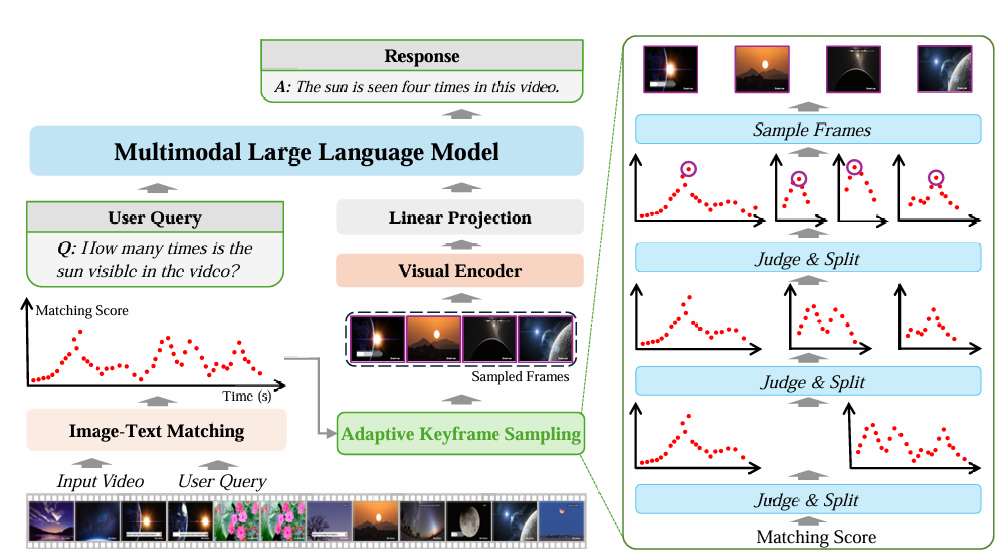 Response
A: The sun is seen four times in this video.
Multimodal Large Language Model
User Query
Q: How many times is the
sun visible in the video?
Linear Projection
Visual Encoder
Matching Score
Time (s)
Sampled Frames
Image-Text Matching
Adaptive Keyframe Sampling
Input Video
User Query
Sample Frames
Judge & Split
Judge & Split
Judge & Split
Matching Score